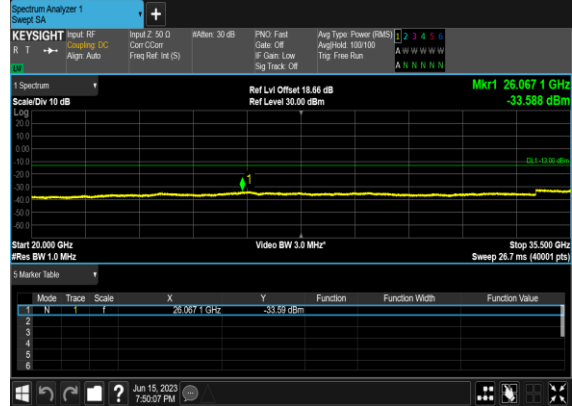 Spectrum Analyzer 1
Swept SA
+
KEYSIGHT
R T
Input: RF
Coupling: DC
Align: Auto
Input Z: 50 Ω
Corr CCorr
Freq Ref: Int (S)
#Atten: 30 dB
PNO: Fast
Gate: Off
IF Gain: Low
Sig Track: Off
Avg Type: Power (RMS)
Avg|Hold: 100/100
Trig: Free Run
1 2 3 4 5 6
A W W W W W
A N N N N N
1 Spectrum
Scale/Div 10 dB
Ref Lvl Offset 18.66 dB
Ref Level 30.00 dBm
Mkr1 26.067 1 GHz
-33.588 dBm
Log
20.0
10.0
0.00
-10.0
-20.0
-30.0
-40.0
-50.0
-60.0
DL1 -13.00 dBm
1
Start 20.000 GHz
#Res BW 1.0 MHz
Video BW 3.0 MHz*
Stop 35.500 GHz
Sweep 26.7 ms (40001 pts)
5 Marker Table
Mode Trace Scale X Y Function Function Width Function Value
1 N 1 f 26.067 1 GHz -33.59 dBm
2
3
4
5
6
?
Jun 15, 2023
7:50:07 PM